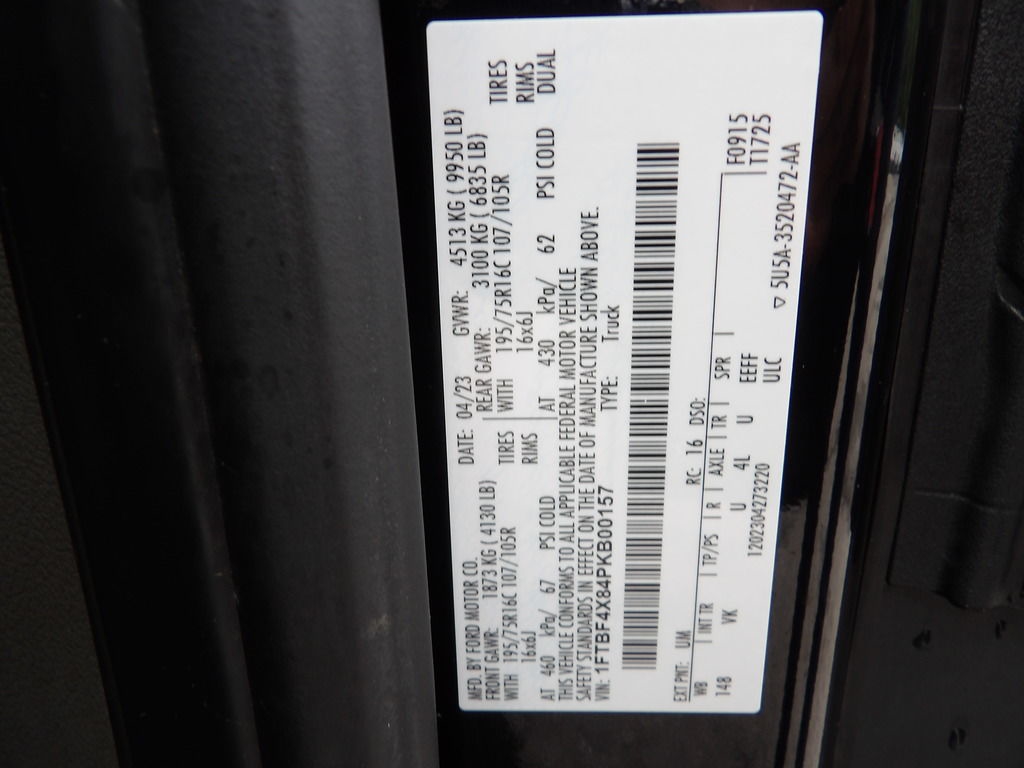 MFD. BY FORD MOTOR CO. DATE: 04/23 GVWR: 4513 KG ( 9950 LB)
FRONT GAWR: 1873 KG ( 4130 LB) REAR GAWR: 3100 KG ( 6835 LB)
WITH 195/75R16C 107/105R TIRES WITH 195/75R16C 107/105R TIRES
16x6J RIMS 16x6J RIMS
AT 460 kPa/ 67 PSI COLD AT 430 kPa/ 62 PSI COLD DUAL
THIS VEHICLE CONFORMS TO ALL APPLICABLE FEDERAL MOTOR VEHICLE
SAFETY STANDARDS IN EFFECT ON THE DATE OF MANUFACTURE SHOWN ABOVE.
VIN: 1FTBF4X84PKB00157 TYPE: Truck
EXT PNT: UM RC: 16 DSO:
WB INT TR TP/PS R AXLE TR SPR F0915
148 VK U 4L U EEFF T1725
1202304273220 ULC ▽ 5U5A-3520472-AA